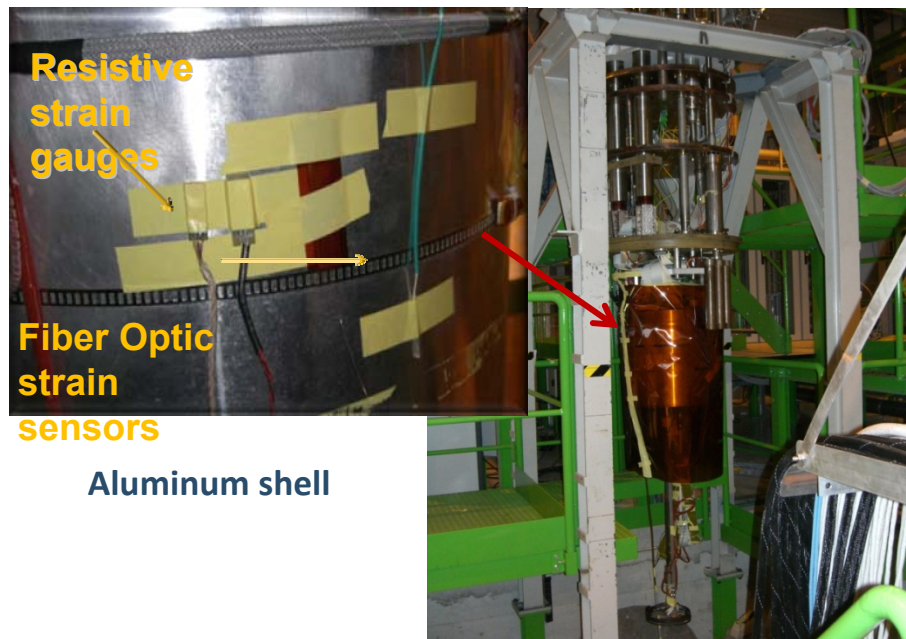 Resistive
strain
gauges
Fiber Optic
strain
sensors
Aluminum shell